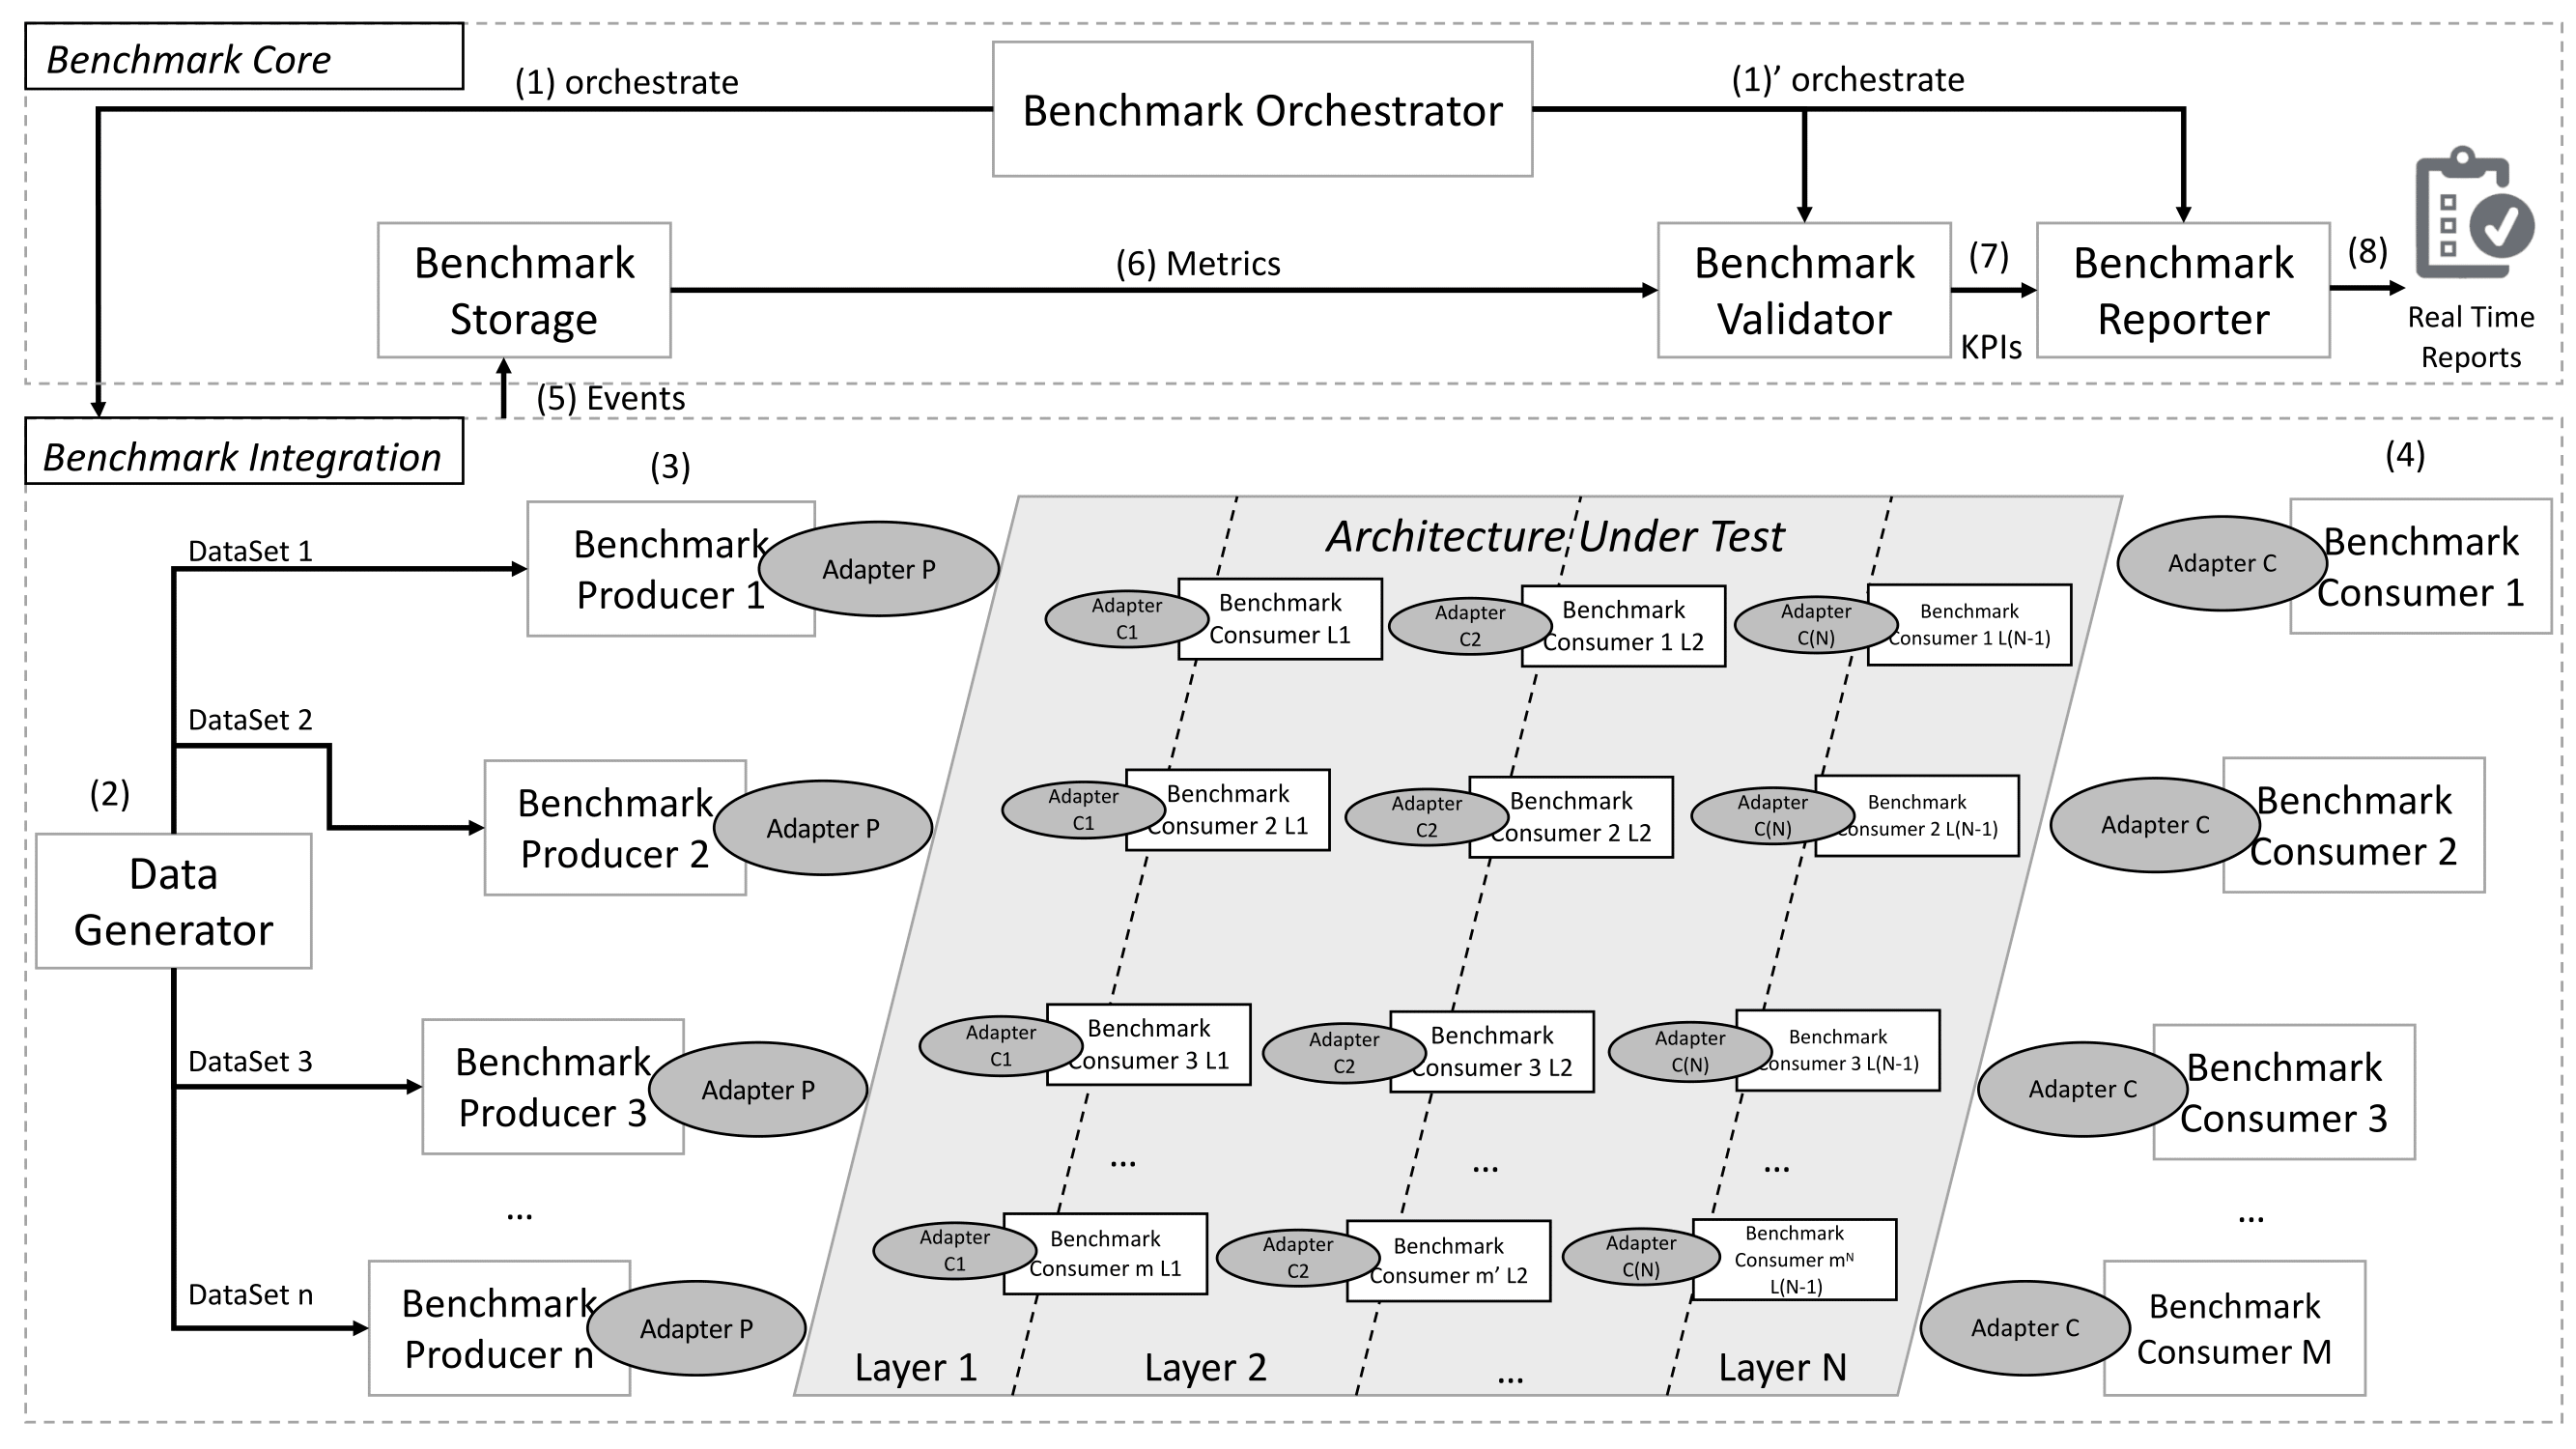 Benchmark Core
(1) orchestrate
Benchmark Orchestrator
(1)’ orchestrate
Benchmark
Storage
(6) Metrics
Benchmark
Validator
(7)
KPIs
Benchmark
Reporter
(8)
Real Time
Reports
(5) Events
Benchmark Integration
(3)
(4)
DataSet 1
Benchmark
Producer 1
Adapter P
Architecture Under Test
Adapter
C1
Benchmark
Consumer L1
Adapter
C2
Benchmark
Consumer 1 L2
Adapter
C(N)
Benchmark
Consumer 1 L(N-1)
Adapter C
Benchmark
Consumer 1
DataSet 2
(2)
Data
Generator
Benchmark
Producer 2
Adapter P
Adapter
C1
Benchmark
Consumer 2 L1
Adapter
C2
Benchmark
Consumer 2 L2
Adapter
C(N)
Benchmark
Consumer 2 L(N-1)
Adapter C
Benchmark
Consumer 2
DataSet 3
Benchmark
Producer 3
Adapter P
Adapter
C1
Benchmark
Consumer 3 L1
Adapter
C2
Benchmark
Consumer 3 L2
Adapter
C(N)
Benchmark
Consumer 3 L(N-1)
Adapter C
Benchmark
Consumer 3
...
...
...
...
...
DataSet n
Benchmark
Producer n
Adapter P
Adapter
C1
Benchmark
Consumer m L1
Adapter
C2
Benchmark
Consumer m’ L2
Adapter
C(N)
Benchmark
Consumer mᴺ
L(N-1)
Adapter C
Benchmark
Consumer M
Layer 1
Layer 2
...
Layer N